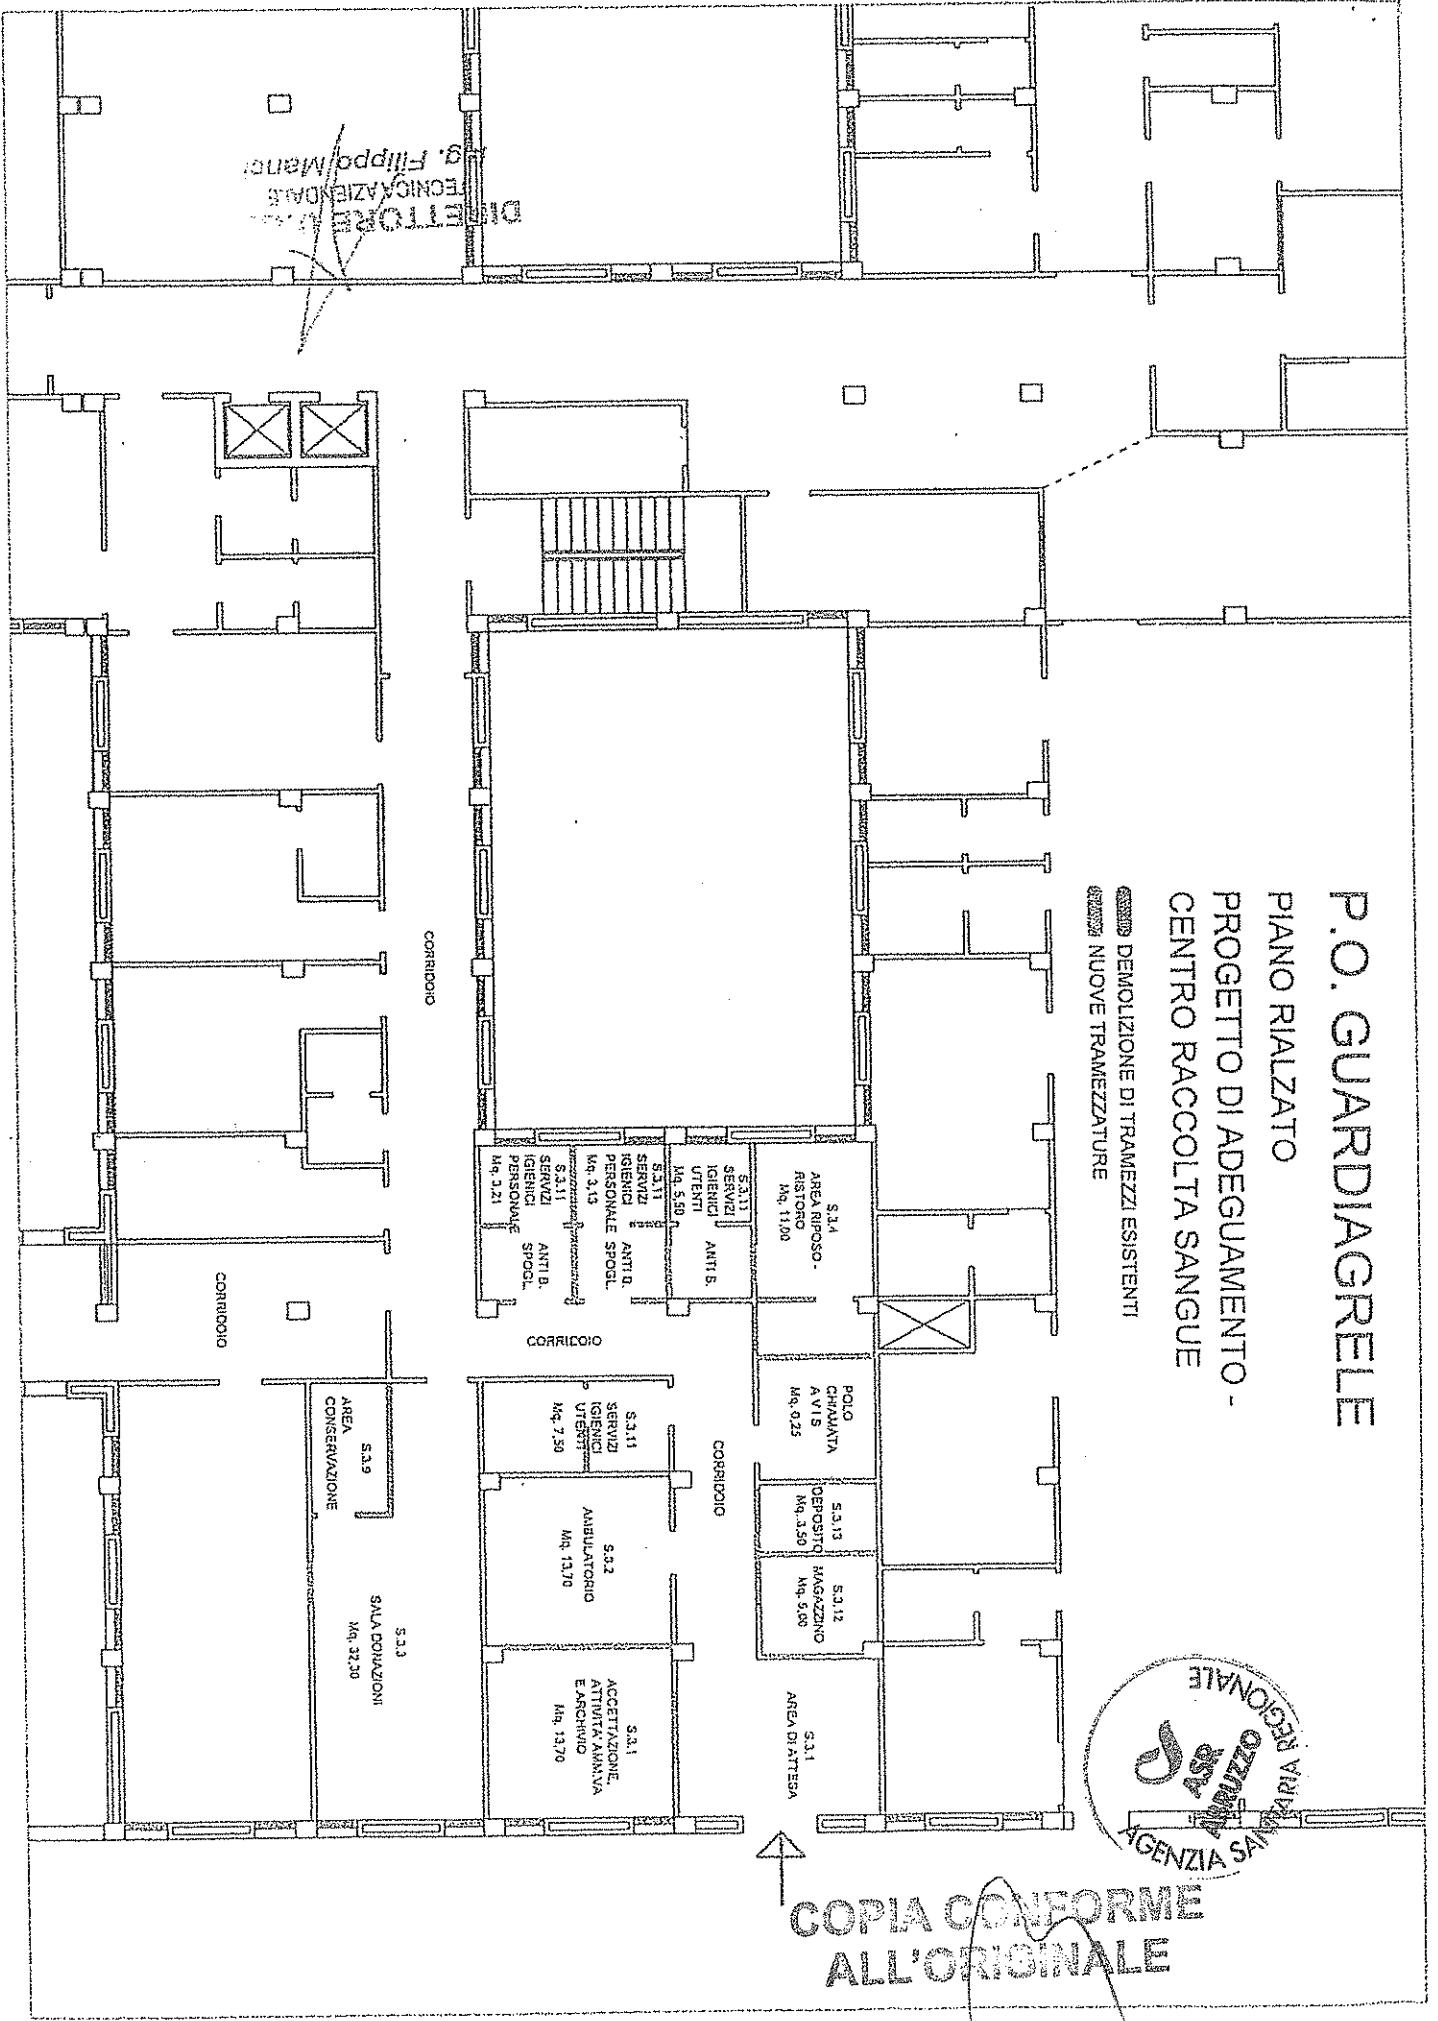 P.O. GUARDIAGRELE
PIANO RIALZATO
PROGETTO DI ADEGUAMENTO -
CENTRO RACCOLTA SANGUE
DEMOLIZIONE DI TRAMEZZI ESISTENTI
NUOVE TRAMEZZATURE
S.3.4
AREA RIPOSO -
RISTORO
Mq. 11,00
S.3.11
SERVIZI
IGIENICI
UTENTI
Mq. 5,50
ANTI B.
S.3.11
SERVIZI
IGIENICI
PERSONALE
Mq. 3,13
ANTI B.
SPOGL.
S.3.11
SERVIZI
IGIENICI
PERSONALE
Mq. 3,21
ANTI B.
SPOGL.
CORRIDOIO
CORRIDOIO
CORRIDOIO
CORRIDOIO
POLO
CHIAMATA
A V I S
Mq. 6,25
S.3.13
DEPOSITO
Mq. 3,50
S.3.12
MAGAZZINO
Mq. 5,00
S.3.1
AREA DI ATTESA
S.3.11
SERVIZI
IGIENICI
UTENTI
Mq. 7,50
S.3.2
AMBULATORIO
Mq. 13,70
S.3.1
ACCETTAZIONE,
ATTIVITA' AMM.VA
E ARCHIVIO
Mq. 13,70
S.3.9
AREA
CONSERVAZIONE
S.3.3
SALA DONAZIONI
Mq. 32,30
DIRETTORE
TECNICA AZIENDALE
Filippo
AGENZIA SANITARIA REGIONALE
ASR
ABRUZZO
COPIA CONFORME
ALL'ORIGINALE